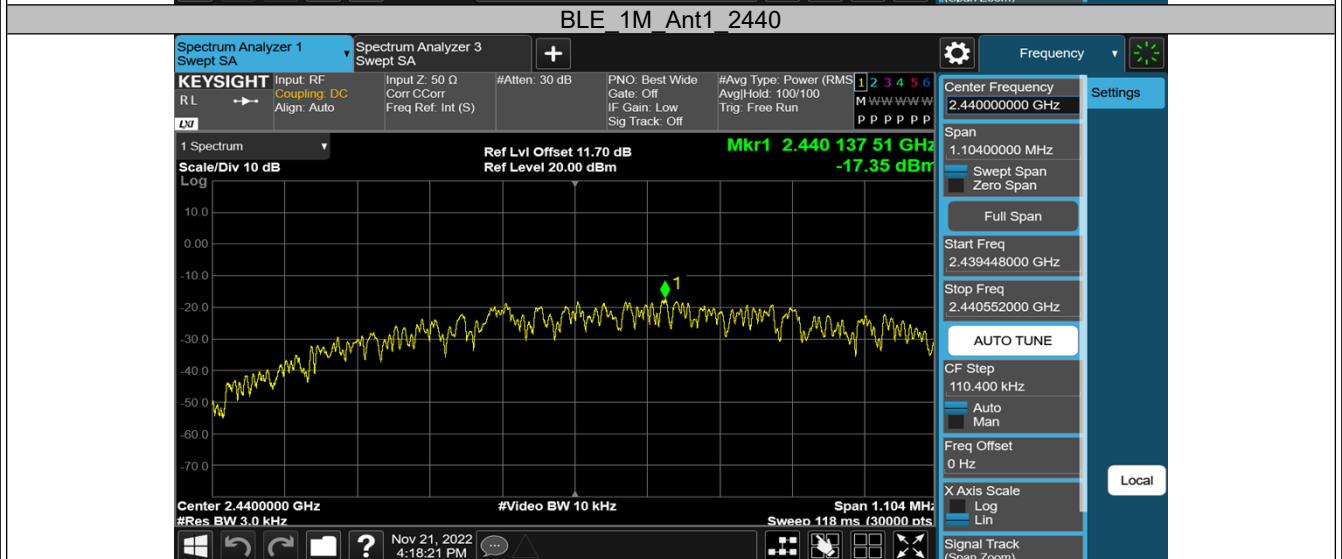 (Span Zoom)
BLE_1M_Ant1_2440
Spectrum Analyzer 1
Swept SA
Spectrum Analyzer 3
Swept SA
Frequency
KEYSIGHT
RL
LXI
Input: RF
Coupling: DC
Align: Auto
Input Z: 50 Ω
Corr CCorr
Freq Ref: Int (S)
#Atten: 30 dB
PNO: Best Wide
Gate: Off
IF Gain: Low
Sig Track: Off
#Avg Type: Power (RMS
Avg|Hold: 100/100
Trig: Free Run
1 2 3 4 5 6
M W W W W W
P P P P P P
1 Spectrum
Scale/Div 10 dB
Log
Ref Lvl Offset 11.70 dB
Ref Level 20.00 dBm
Mkr1 2.440 137 51 GHz
-17.35 dBm
10.0
0.00
-10.0
-20.0
-30.0
-40.0
-50.0
-60.0
-70.0
1
Center 2.4400000 GHz
#Res BW 3.0 kHz
#Video BW 10 kHz
Span 1.104 MHz
Sweep 118 ms (30000 pts
Center Frequency
2.440000000 GHz
Settings
Span
1.10400000 MHz
Swept Span
Zero Span
Full Span
Start Freq
2.439448000 GHz
Stop Freq
2.440552000 GHz
AUTO TUNE
CF Step
110.400 kHz
Auto
Man
Freq Offset
0 Hz
X Axis Scale
Log
Lin
Local
Signal Track
(Span Zoom)
?
Nov 21, 2022
4:18:21 PM